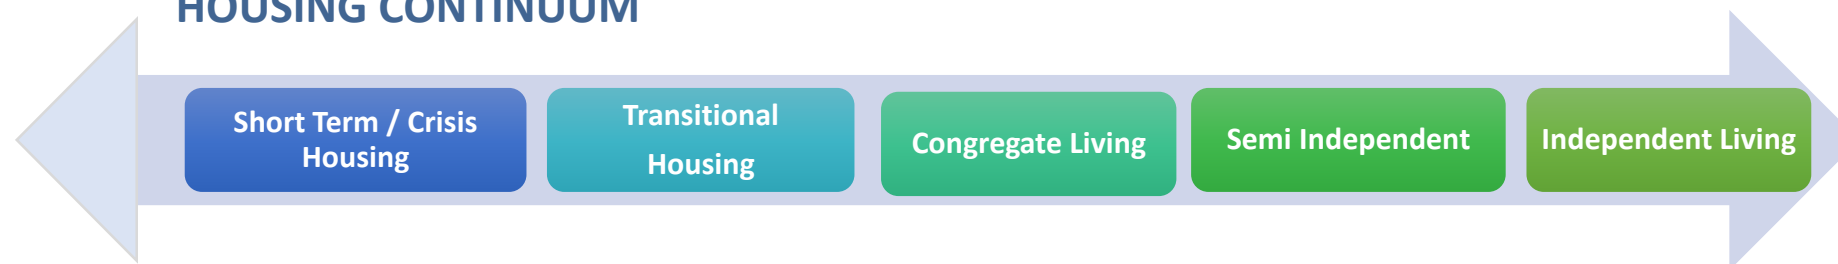 HOUSING CONTINUUM
Short Term / Crisis
Housing
Transitional
Housing
Congregate Living
Semi Independent
Independent Living